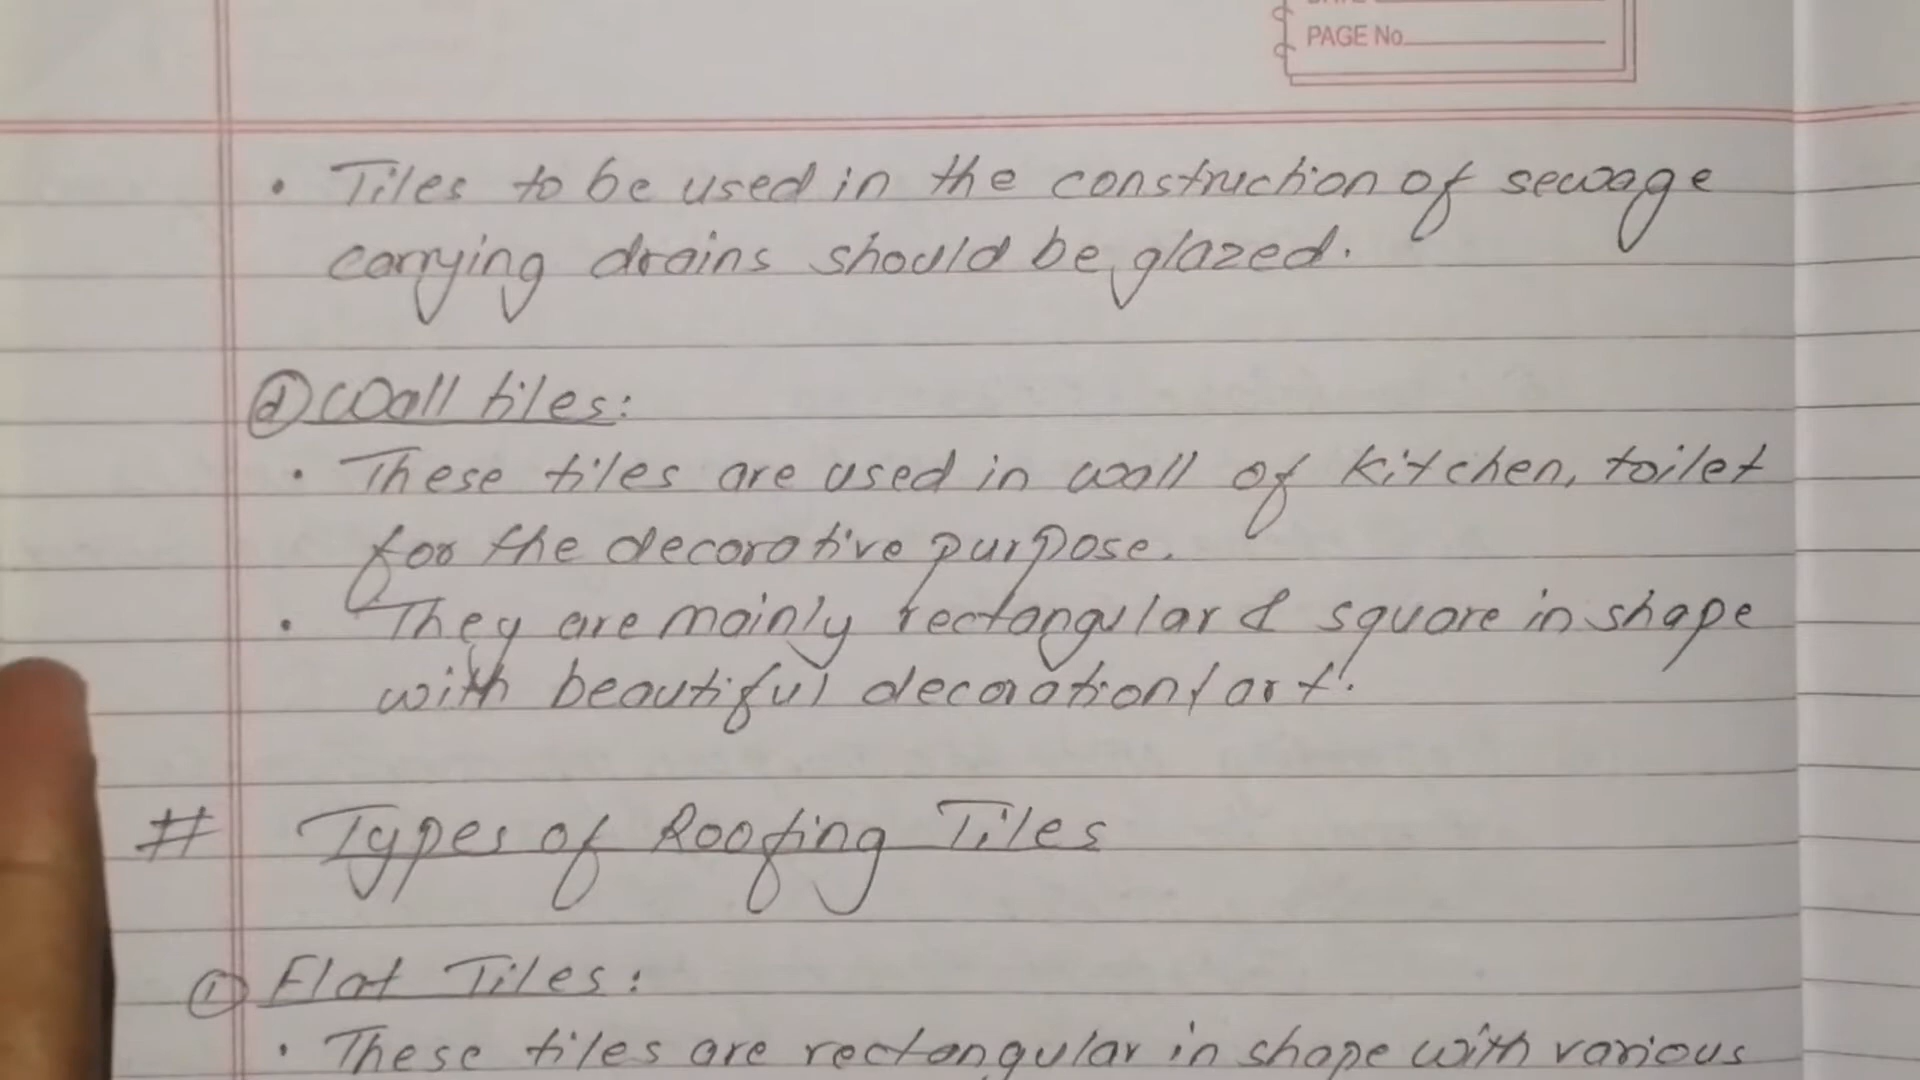 PAGE No.
• Tiles to be used in the construction of sewage
carrying drains should be glazed.
ⓓ Wall tiles:
• These tiles are used in wall of kitchen, toilet
for the decorative purpose.
• They are mainly rectangular & square in shape
with beautiful decoration/art.
# Types of Roofing Tiles
① Flat Tiles:
• These tiles are rectangular in shape with various